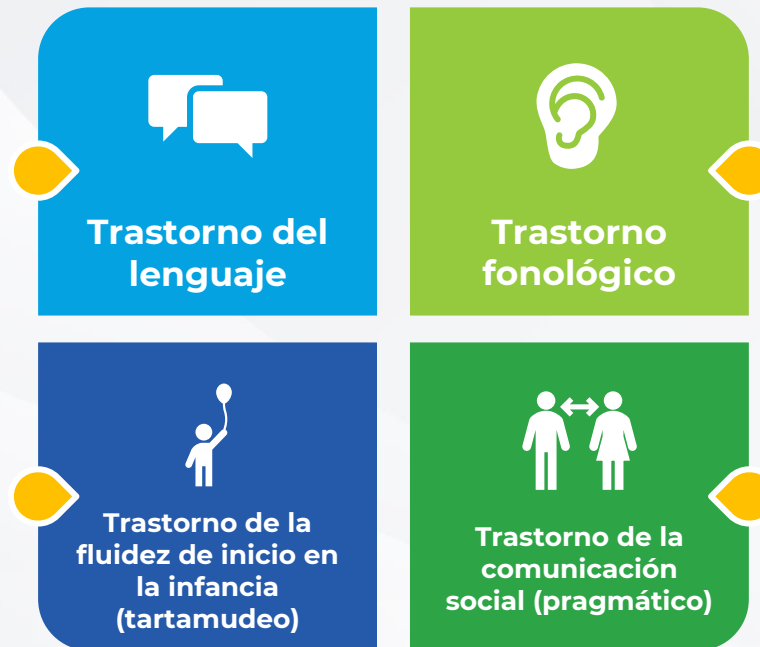 Trastorno del
lenguaje
Trastorno
fonológico
Trastorno de la
fluidez de inicio en
la infancia
(tartamudeo)
Trastorno de la
comunicación
social (pragmático)